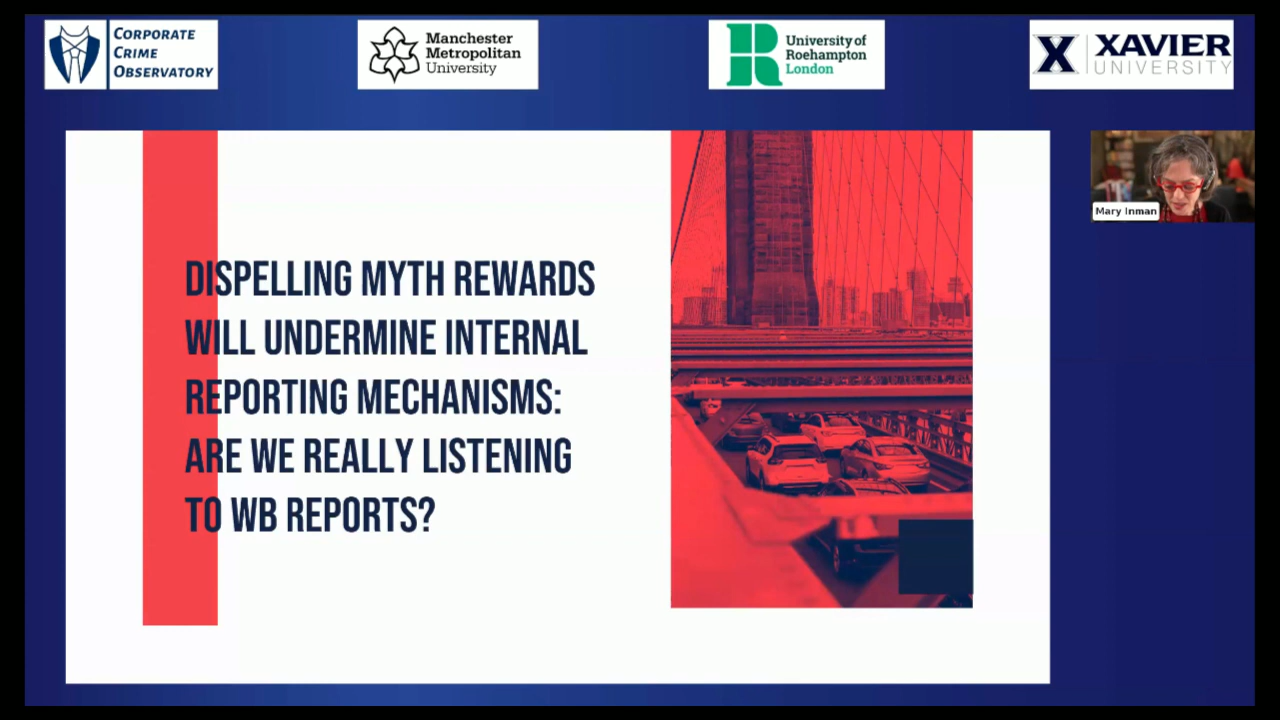 CORPORATE
CRIME
OBSERVATORY
Manchester
Metropolitan
University
University of
Roehampton
London
XAVIER
UNIVERSITY
DISPELLING MYTH REWARDS
WILL UNDERMINE INTERNAL
REPORTING MECHANISMS:
ARE WE REALLY LISTENING
TO WB REPORTS?
Mary Inman